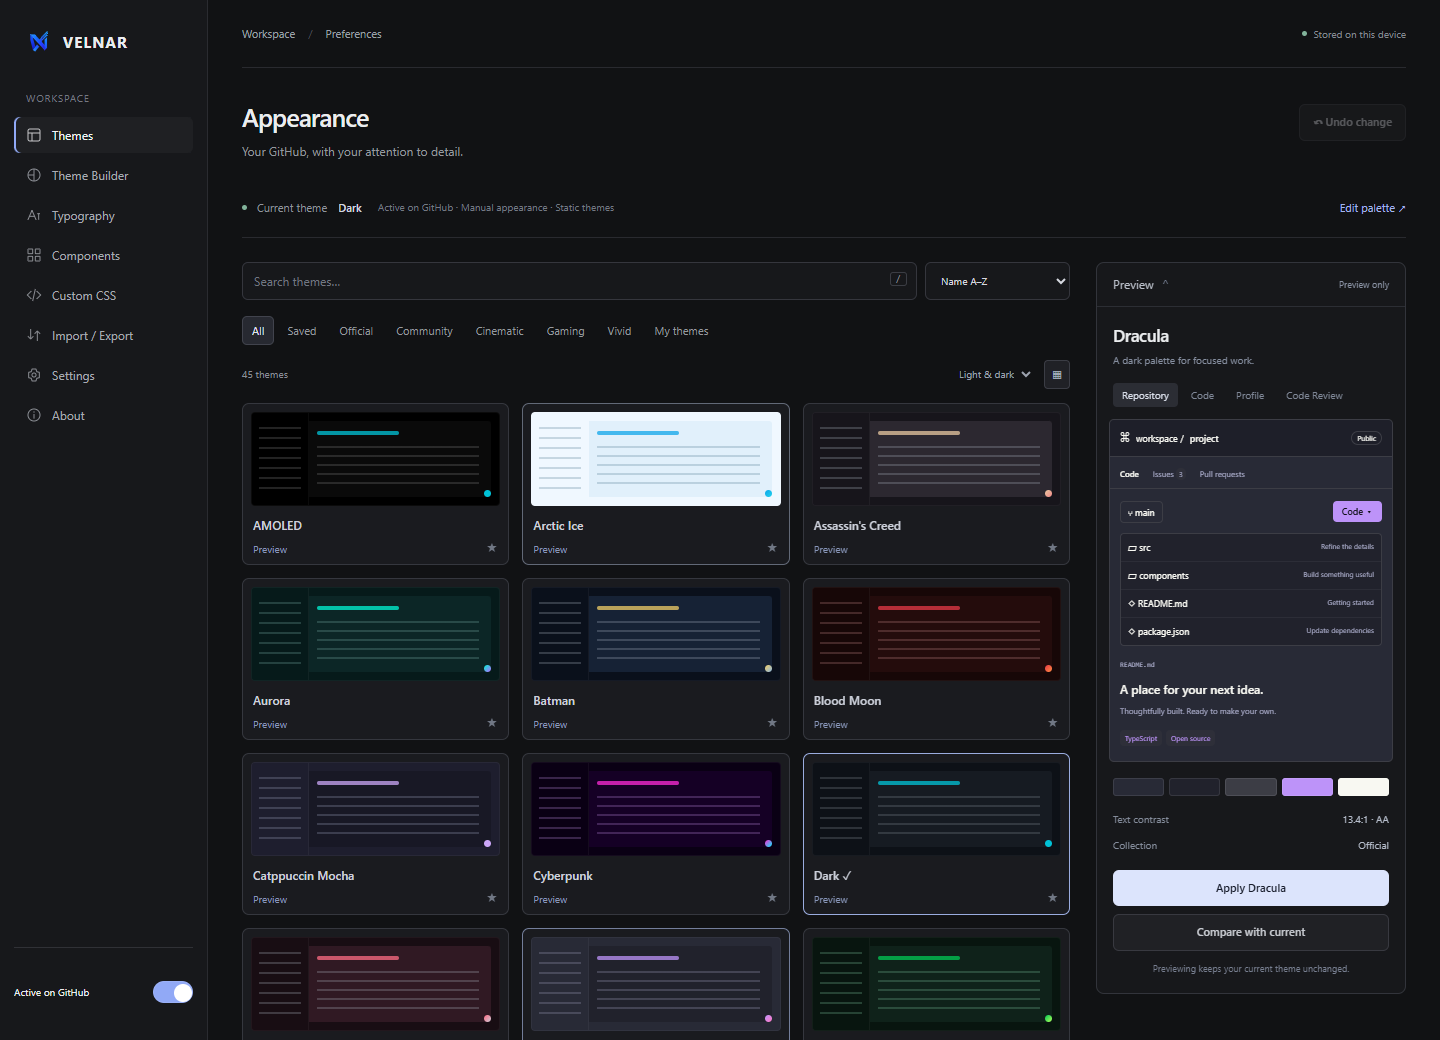 VELNAR
WORKSPACE
Themes
Theme Builder
Typography
Components
Custom CSS
Import / Export
Settings
About
Active on GitHub
Workspace / Preferences
Stored on this device
Appearance
Your GitHub, with your attention to detail.
Undo change
Current theme Dark Active on GitHub · Manual appearance · Static themes
Edit palette ↗
Search themes... /
Name A–Z
All Saved Official Community Cinematic Gaming Vivid My themes
45 themes
Light & dark
AMOLED
Preview
Arctic Ice
Preview
Assassin's Creed
Preview
Aurora
Preview
Batman
Preview
Blood Moon
Preview
Catppuccin Mocha
Preview
Cyberpunk
Preview
Dark ✓
Preview
Preview
Preview only
Dracula
A dark palette for focused work.
Repository Code Profile Code Review
workspace / project
Public
Code Issues 3 Pull requests
main
Code
src Refine the details
components Build something useful
README.md Getting started
package.json Update dependencies
README.md
A place for your next idea.
Thoughtfully built. Ready to make your own.
TypeScript Open source
Text contrast 13.4:1 · AA
Collection Official
Apply Dracula
Compare with current
Previewing keeps your current theme unchanged.